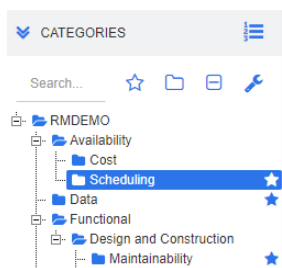 CATEGORIES
Search...
RMDEMO
Availability
Cost
Scheduling
Data
Functional
Design and Construction
Maintainability